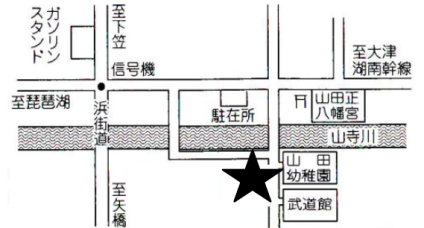 ガソリン
スタンド
至下笠
信号機
至大津
湖南幹線
至琵琶湖
浜街道
駐在所
山田正
八幡宮
山寺川
山田
幼稚園
至矢橋
武道館